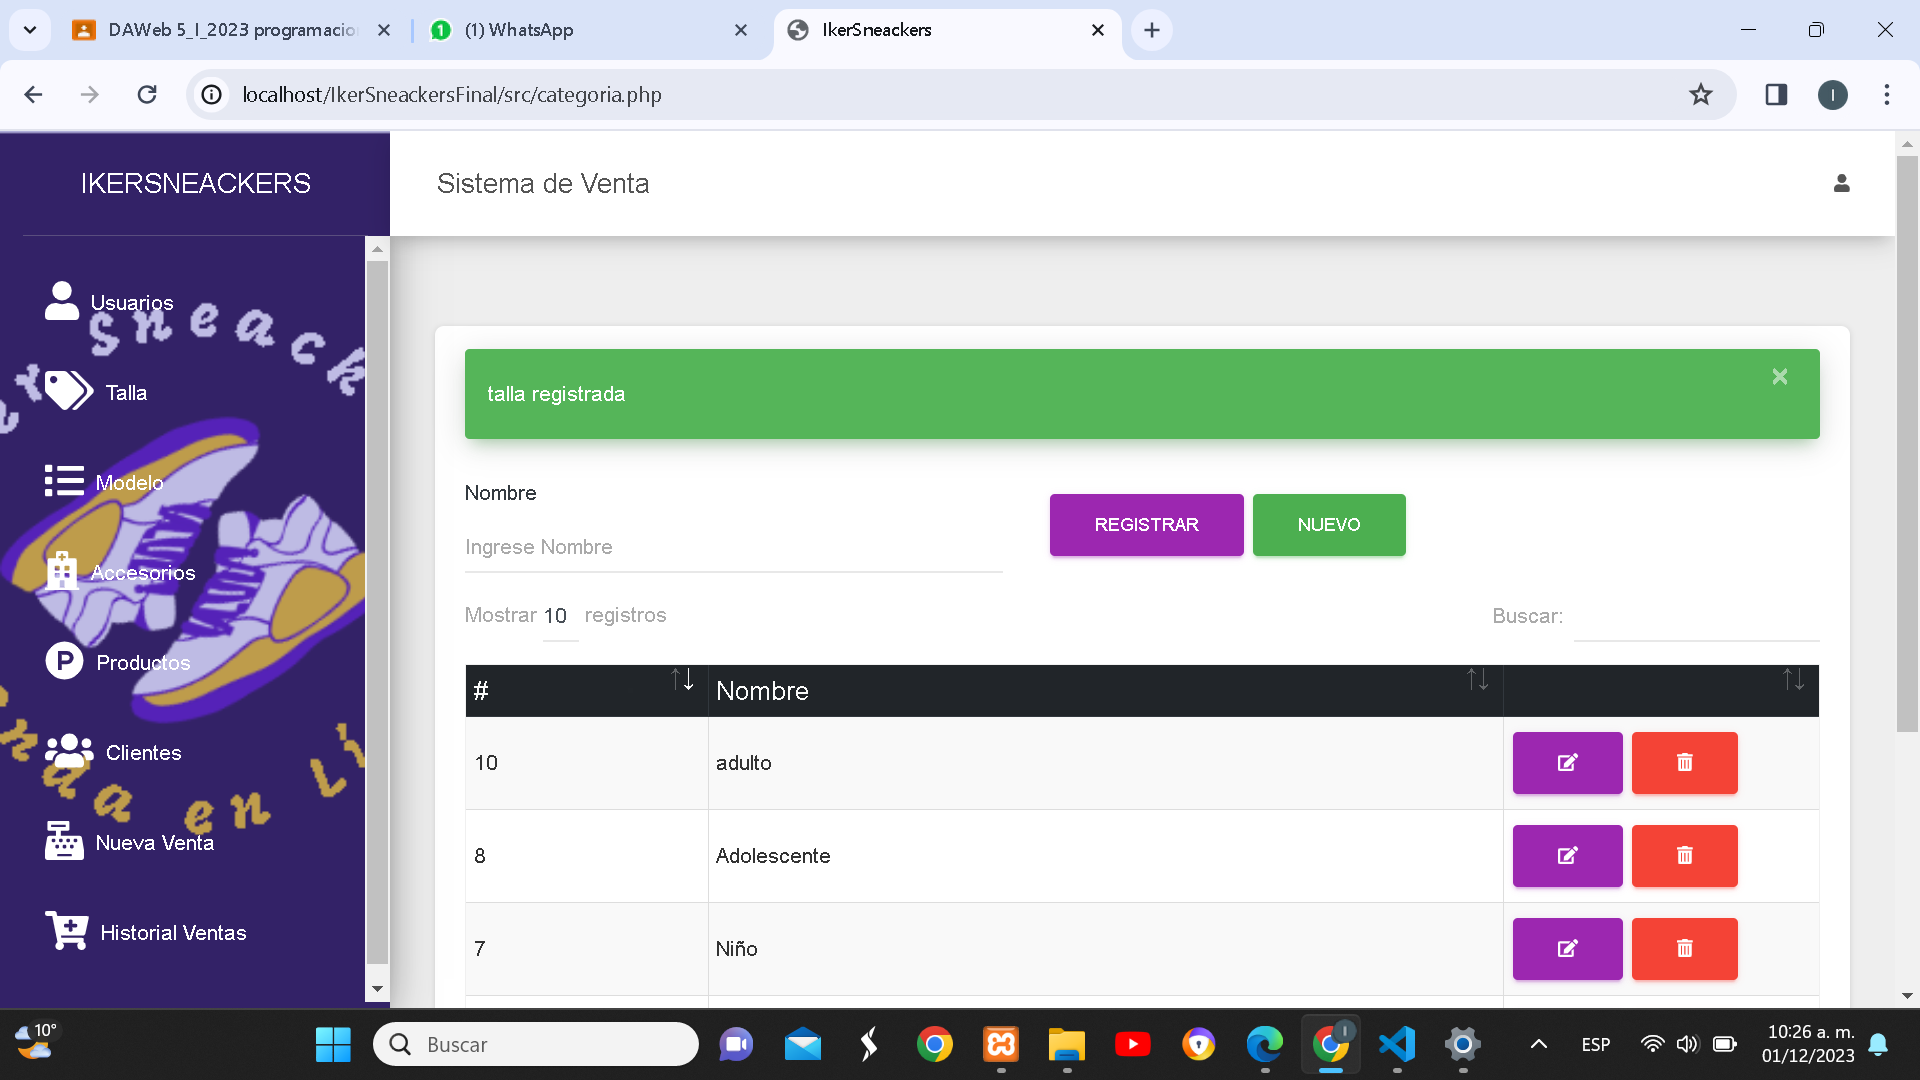 DAWeb 5_I_2023 programacio
(1) WhatsApp
IkerSneackers
localhost/IkerSneackersFinal/src/categoria.php
I
IKERSNEACKERS
Sistema de Venta
Usuarios
Talla
Modelo
Accesorios
Productos
Clientes
Nueva Venta
Historial Ventas
talla registrada
×
Nombre
Ingrese Nombre
REGISTRAR
NUEVO
Mostrar 10 registros
Buscar:
# Nombre
10 adulto
8 Adolescente
7 Niño
10°
Buscar
ESP
10:26 a. m.
01/12/2023